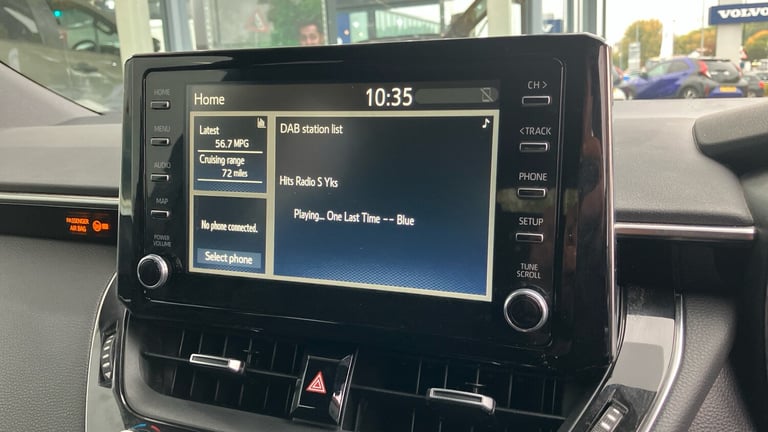 VOLVO
HOME
MENU
AUDIO
MAP
POWER
VOLUME
Home
10:35
Latest
56.7 MPG
Cruising range
72 miles
No phone connected.
Select phone
DAB station list
Hits Radio S Yks
Playing... One Last Time -- Blue
CH >
< TRACK
PHONE
SETUP
TUNE
SCROLL
PASSENGER
AIR BAG